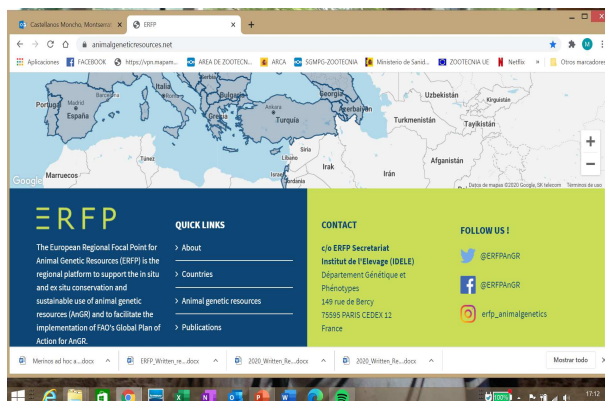 Castellanos Moncho, Montserrat
ERFP
animalgeneticresources.net
Aplicaciones
FACEBOOK
https://vpn.mapam...
AREA DE ZOOTECN...
ARCA
SGMPG-ZOOTECNIA
Ministerio de Sanid...
ZOOTECNIA UE
Netflix
»
Otros marcadores
Portugal
Madrid
España
Barcelona
Italia
Roma
Serbia
Bulgaria
Grecia
Ankara
Turquía
Georgia
Azerbaiyán
Uzbekistán
Kirguistán
Turkmenistán
Tayikistán
Túnez
Siria
Líbano
Israel
Jordania
Irak
Irán
Afganistán
Marruecos
Google
Datos de mapas ©2020 Google, SK telecom
Términos de uso
+
−
ERFP
The European Regional Focal Point for
Animal Genetic Resources (ERFP) is the
regional platform to support the in situ
and ex situ conservation and
sustainable use of animal genetic
resources (AnGR) and to facilitate the
implementation of FAO's Global Plan of
Action for AnGR.
QUICK LINKS
> About
> Countries
> Animal genetic resources
> Publications
CONTACT
c/o ERFP Secretariat
Institut de l'Elevage (IDELE)
Département Génétique et
Phénotypes
149 rue de Bercy
75595 PARIS CEDEX 12
France
FOLLOW US !
@ERFPAnGR
@ERFPAnGR
erfp_animalgenetics
Merinos ad hoc a....docx
ERFP_Written_re....docx
2020_Written_Re....docx
2020_Written_Re....docx
Mostrar todo
100%
17:12